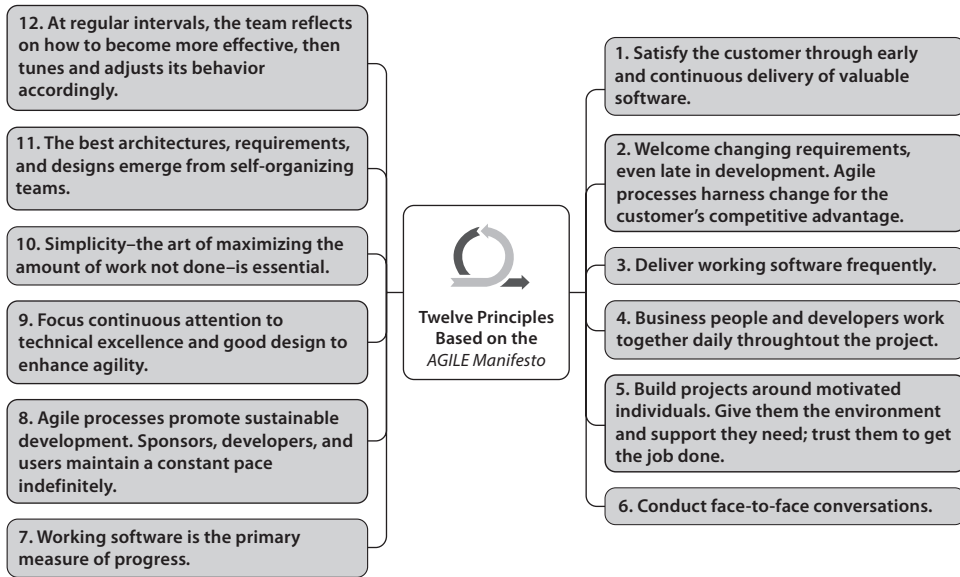 12. At regular intervals, the team reflects
on how to become more effective, then
tunes and adjusts its behavior
accordingly.
11. The best architectures, requirements,
and designs emerge from self-organizing
teams.
10. Simplicity–the art of maximizing the
amount of work not done–is essential.
9. Focus continuous attention to
technical excellence and good design to
enhance agility.
8. Agile processes promote sustainable
development. Sponsors, developers, and
users maintain a constant pace
indefinitely.
7. Working software is the primary
measure of progress.
Twelve Principles
Based on the
AGILE Manifesto
1. Satisfy the customer through early
and continuous delivery of valuable
software.
2. Welcome changing requirements,
even late in development. Agile
processes harness change for the
customer’s competitive advantage.
3. Deliver working software frequently.
4. Business people and developers work
together daily throughtout the project.
5. Build projects around motivated
individuals. Give them the environment
and support they need; trust them to get
the job done.
6. Conduct face-to-face conversations.